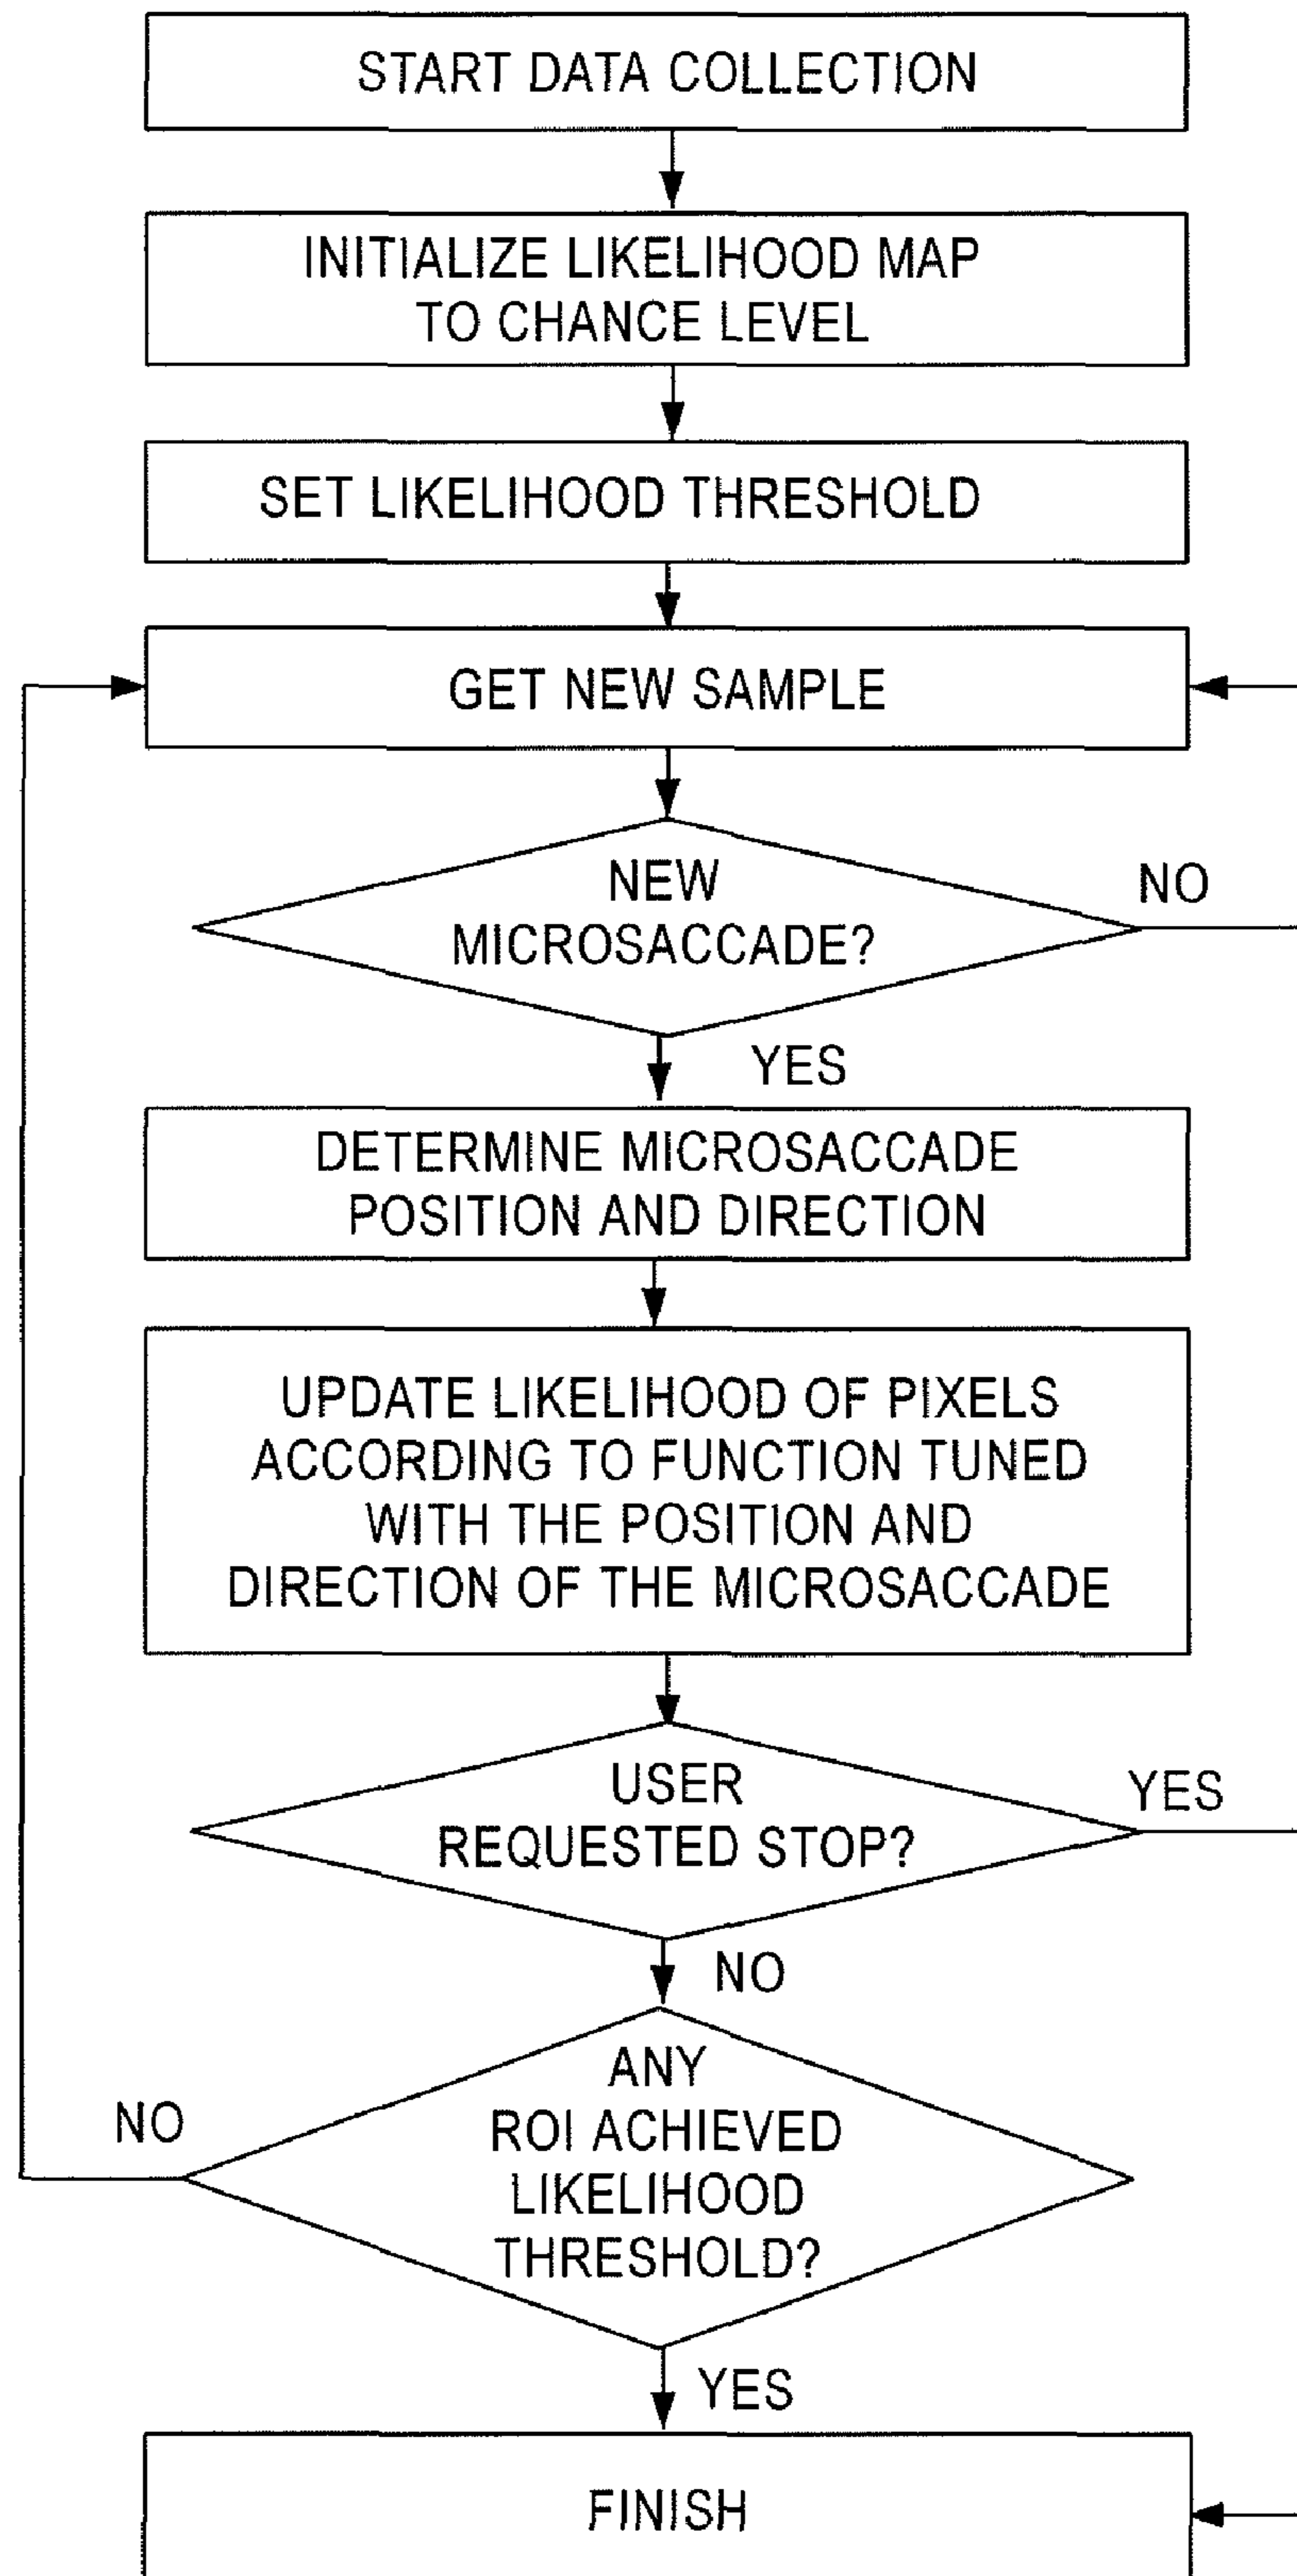 START DATA COLLECTION
INITIALIZE LIKELIHOOD MAP
TO CHANCE LEVEL
SET LIKELIHOOD THRESHOLD
GET NEW SAMPLE
NEW
MICROSACCADE?
NO
YES
DETERMINE MICROSACCADE
POSITION AND DIRECTION
UPDATE LIKELIHOOD OF PIXELS
ACCORDING TO FUNCTION TUNED
WITH THE POSITION AND
DIRECTION OF THE MICROSACCADE
USER
REQUESTED STOP?
YES
NO
ANY
ROI ACHIEVED
LIKELIHOOD
THRESHOLD?
NO
YES
FINISH